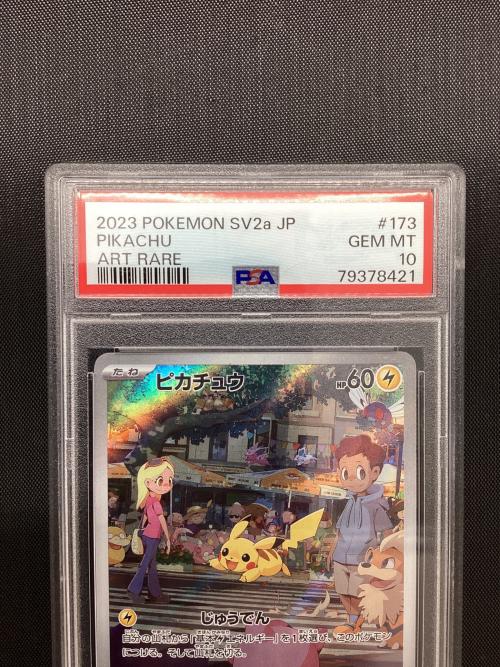 2023 POKEMON SV2a JP #173
PIKACHU GEM MT
ART RARE 10
PSA 79378421
たね ピカチュウ HP60
じゅうでん
自分の山札から「基本エネルギー」を1枚選び、このポケモン
につける。そして山札を切る。